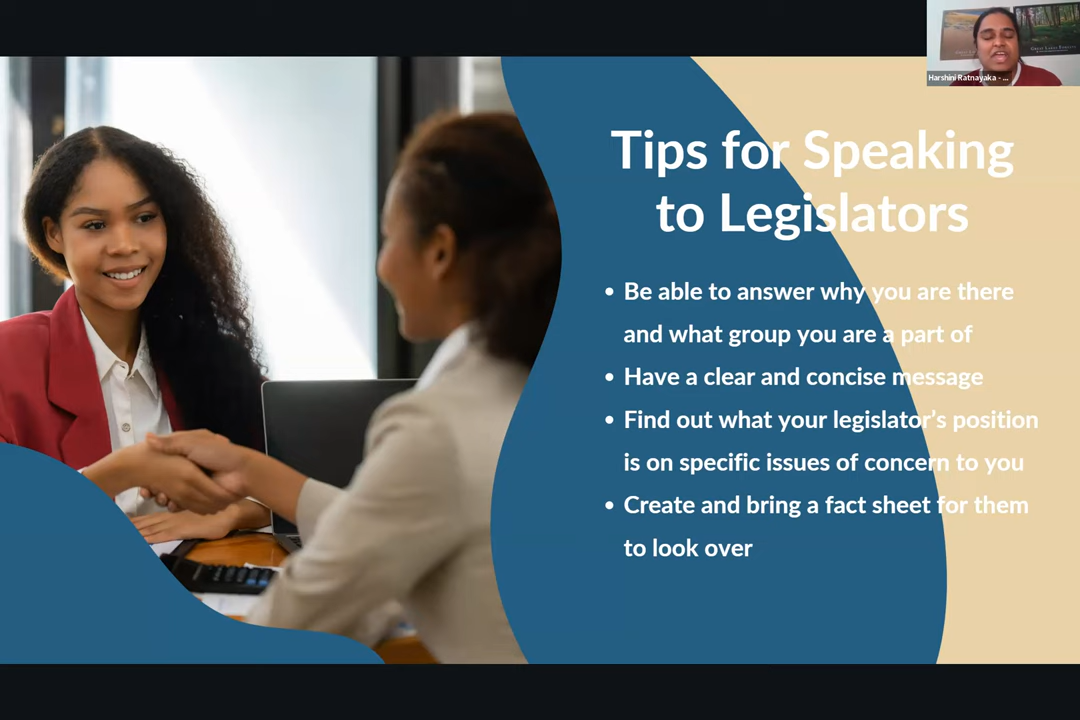 Harshini Ratnayaka - ...
Tips for Speaking
to Legislators
• Be able to answer why you are there
and what group you are a part of
• Have a clear and concise message
• Find out what your legislator's position
is on specific issues of concern to you
• Create and bring a fact sheet for them
to look over